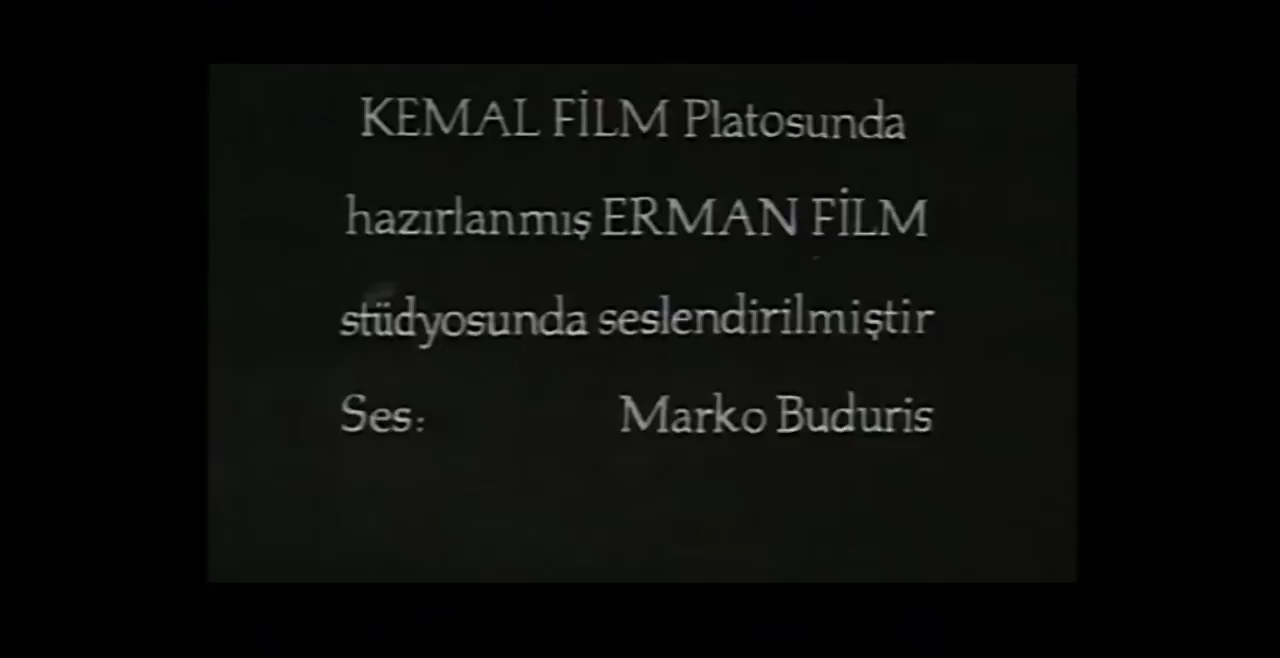 KEMAL FİLM Platosunda
hazırlanmış ERMAN FİLM
stüdyosunda seslendirilmiştir
Ses: Marko Buduris